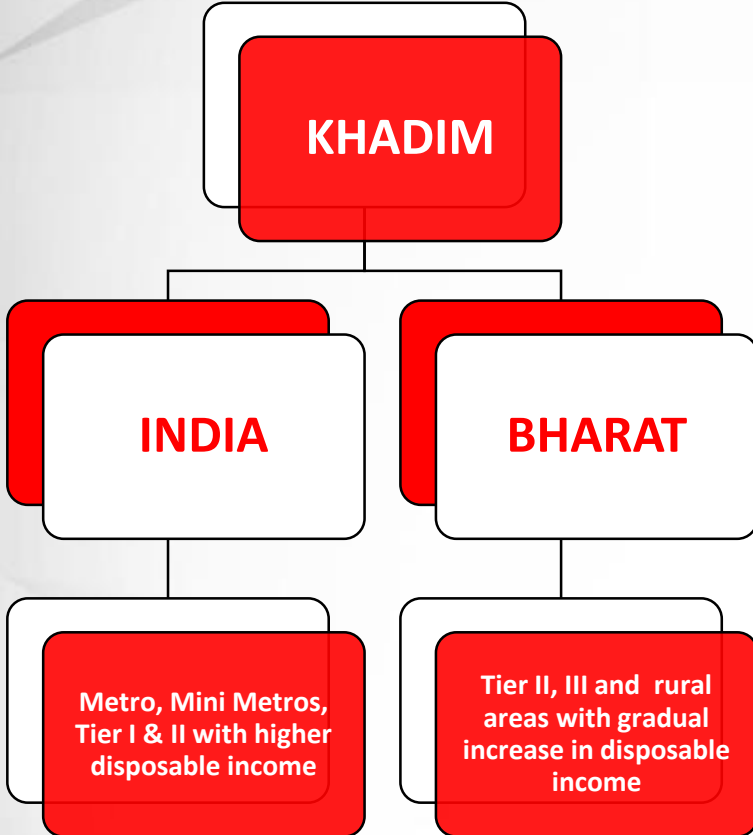 KHADIM
INDIA
BHARAT
Metro, Mini Metros,
Tier I & II with higher
disposable income
Tier II, III and rural
areas with gradual
increase in disposable
income